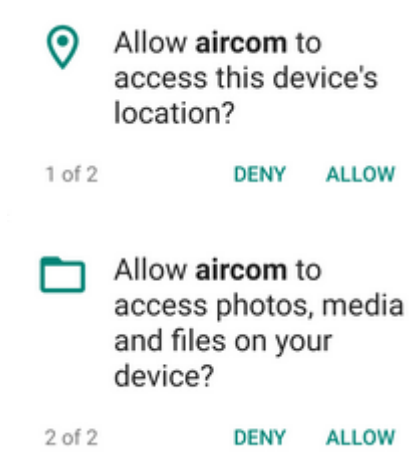 Allow aircom to
access this device's
location?
1 of 2 DENY ALLOW
Allow aircom to
access photos, media
and files on your
device?
2 of 2 DENY ALLOW